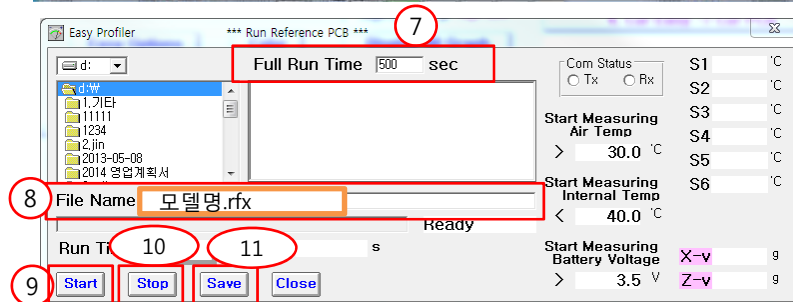 Easy Profiler *** Run Reference PCB ***
7
d:
Full Run Time 500 sec
d:₩
1,기타
11111
1234
2,jin
2013-05-08
2014 영업계획서
Com Status
Tx Rx
Start Measuring
Air Temp
> 30.0 ℃
Start Measuring
Internal Temp
< 40.0 ℃
Start Measuring
Battery Voltage
> 3.5 V
S1 ℃
S2 ℃
S3 ℃
S4 ℃
S5 ℃
S6 ℃
X-v g
Z-v g
8
File Name 모델명.rfx
Ready
Run Ti s
10
11
9
Start Stop Save Close